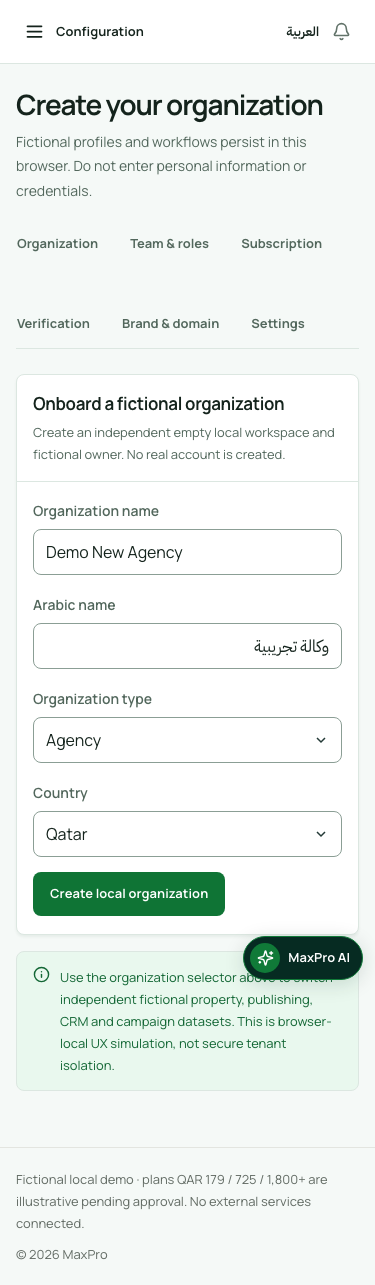 Configuration
العربية
Create your organization
Fictional profiles and workflows persist in this
browser. Do not enter personal information or
credentials.
Organization
Team & roles
Subscription
Verification
Brand & domain
Settings
Onboard a fictional organization
Create an independent empty local workspace and
fictional owner. No real account is created.
Organization name
Demo New Agency
Arabic name
وكالة تجريبية
Organization type
Agency
Country
Qatar
Create local organization
MaxPro AI
Use the organization selector above to switch
independent fictional property, publishing,
CRM and campaign datasets. This is browser-
local UX simulation, not secure tenant
isolation.
Fictional local demo · plans QAR 179 / 725 / 1,800+ are
illustrative pending approval. No external services
connected.
© 2026 MaxPro